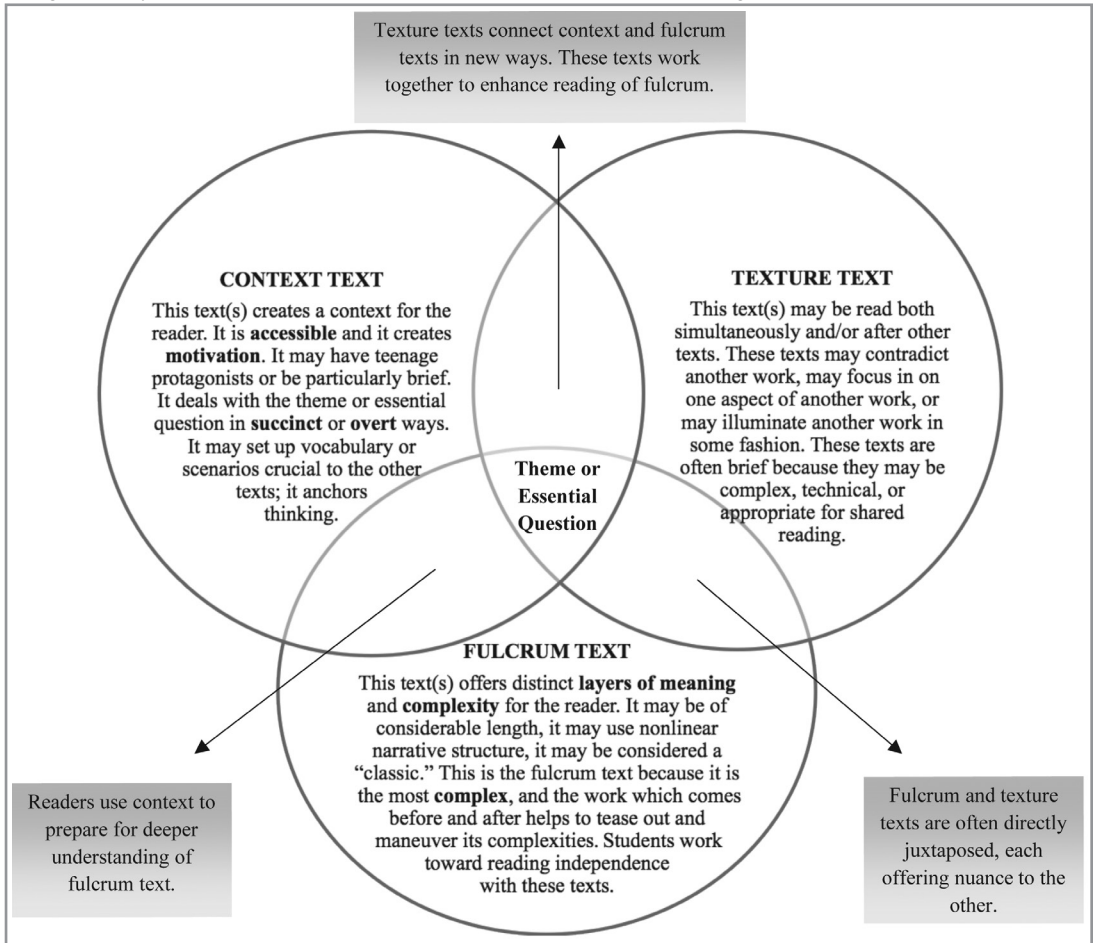 Texture texts connect context and fulcrum
texts in new ways. These texts work
together to enhance reading of fulcrum.
CONTEXT TEXT
This text(s) creates a context for the
reader. It is accessible and it creates
motivation. It may have teenage
protagonists or be particularly brief.
It deals with the theme or essential
question in succinct or overt ways.
It may set up vocabulary or
scenarios crucial to the other
texts; it anchors
thinking.
TEXTURE TEXT
This text(s) may be read both
simultaneously and/or after other
texts. These texts may contradict
another work, may focus in on
one aspect of another work, or
may illuminate another work in
some fashion. These texts are
often brief because they may be
complex, technical, or
appropriate for shared
reading.
Theme or
Essential
Question
FULCRUM TEXT
This text(s) offers distinct layers of meaning
and complexity for the reader. It may be of
considerable length, it may use nonlinear
narrative structure, it may be considered a
“classic.” This is the fulcrum text because it is
the most complex, and the work which comes
before and after helps to tease out and
maneuver its complexities. Students work
toward reading independence
with these texts.
Readers use context to
prepare for deeper
understanding of
fulcrum text.
Fulcrum and texture
texts are often directly
juxtaposed, each
offering nuance to the
other.